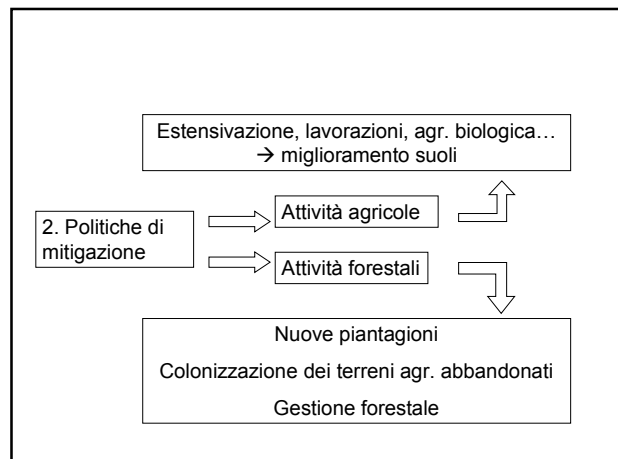 Estensivazione, lavorazioni, agr. biologica…
→ miglioramento suoli
2. Politiche di
mitigazione
Attività agricole
Attività forestali
Nuove piantagioni
Colonizzazione dei terreni agr. abbandonati
Gestione forestale